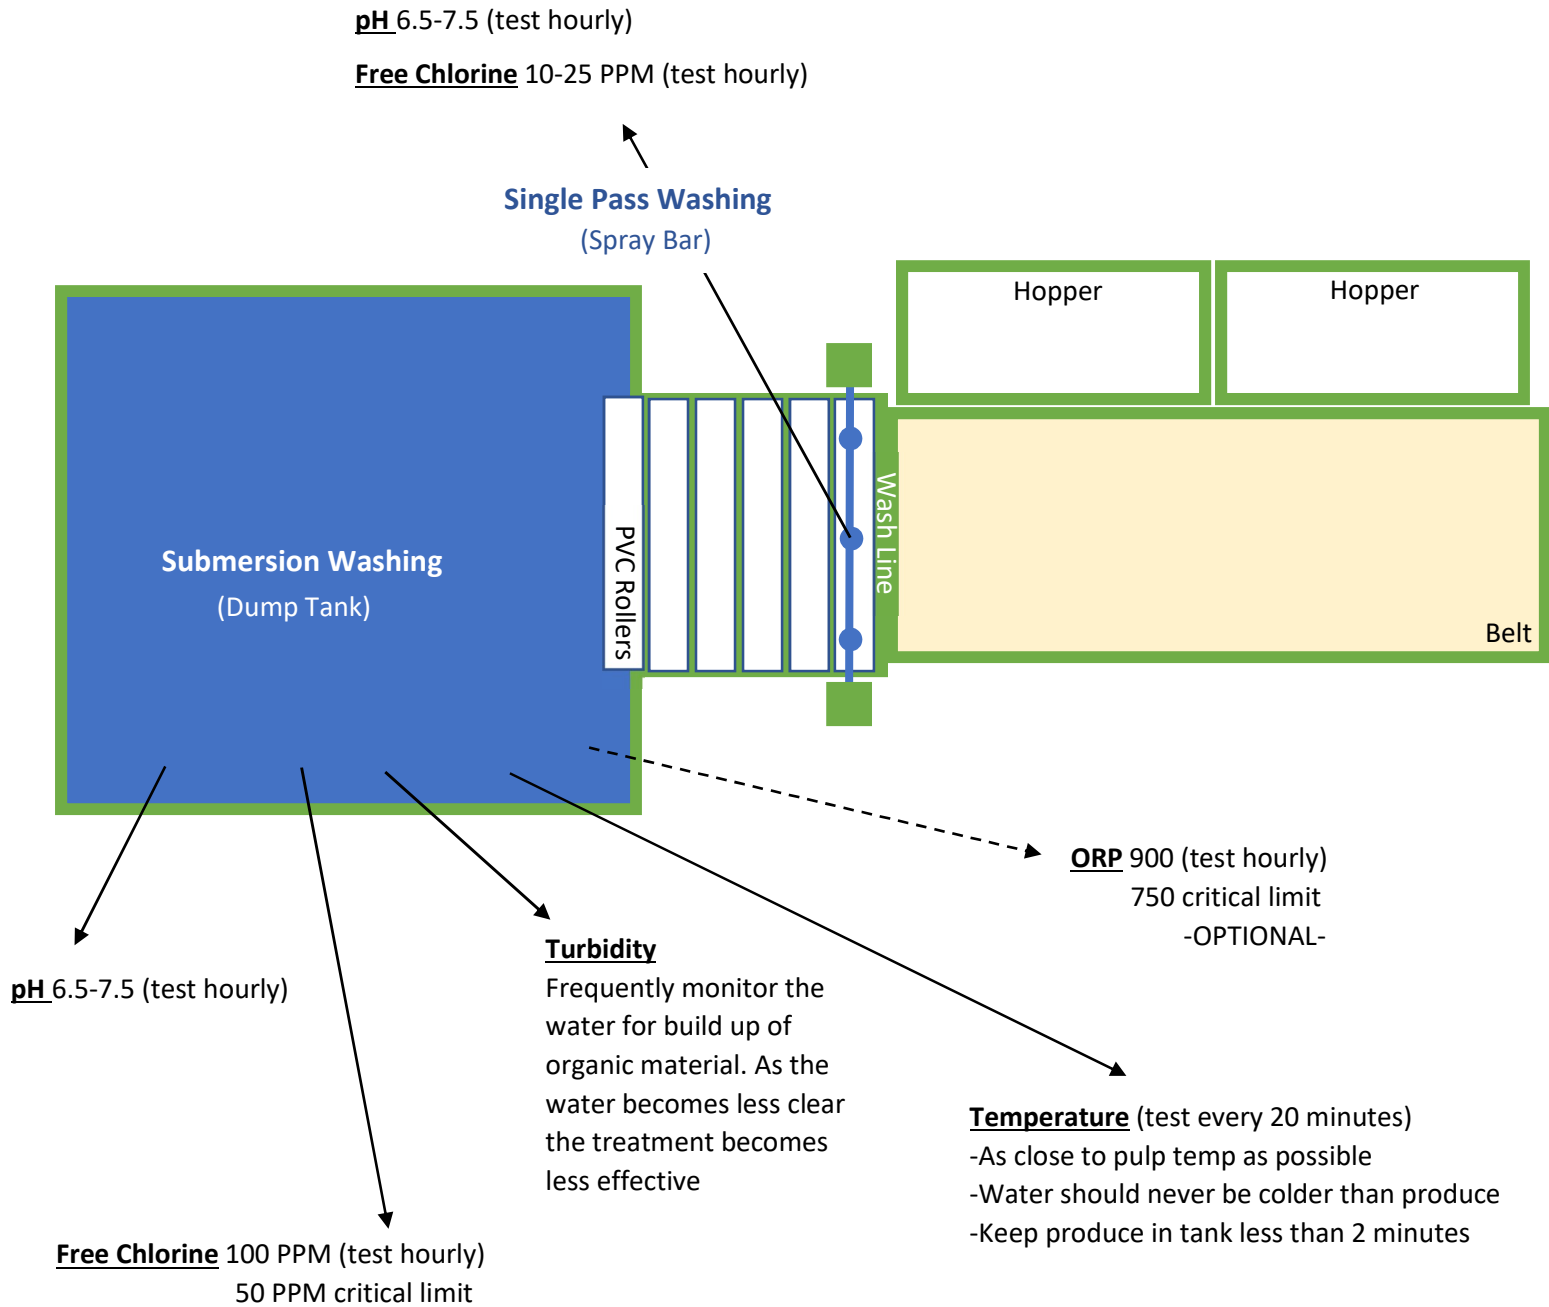 pH 6.5-7.5 (test hourly)
Free Chlorine 10-25 PPM (test hourly)
Single Pass Washing
(Spray Bar)
Hopper
Hopper
Submersion Washing
(Dump Tank)
PVC Rollers
Wash Line
Belt
ORP 900 (test hourly)
750 critical limit
-OPTIONAL-
pH 6.5-7.5 (test hourly)
Turbidity
Frequently monitor the
water for build up of
organic material. As the
water becomes less clear
the treatment becomes
less effective
Temperature (test every 20 minutes)
-As close to pulp temp as possible
-Water should never be colder than produce
-Keep produce in tank less than 2 minutes
Free Chlorine 100 PPM (test hourly)
50 PPM critical limit